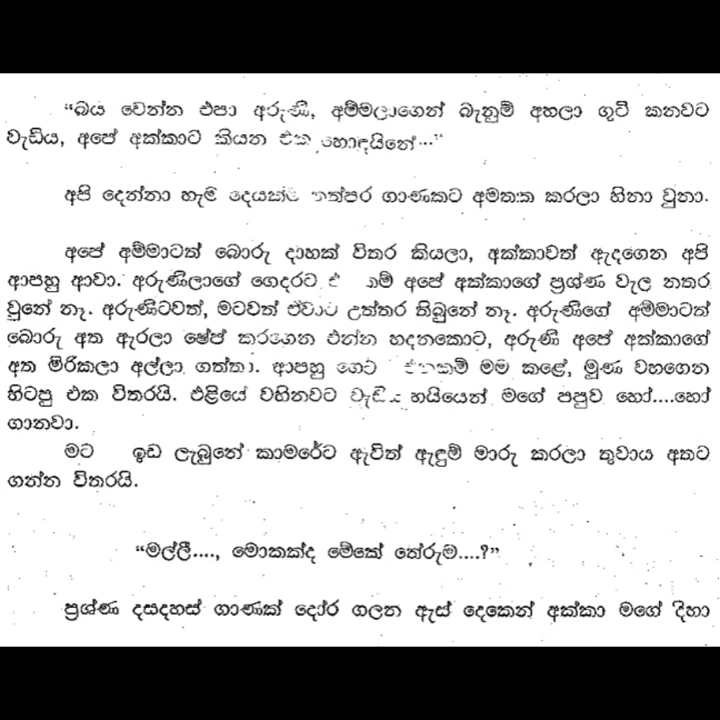 “බය වෙන්න එපා අරුණි, අම්මලාගෙන් බැනුම් අහලා ගුටි කනවට
වැඩිය, අපේ අක්කාට කියන එක හොඳයිනේ...”
අපි දෙන්නා හැම දෙයක්ම තත්පර ගාණකට අමතක කරලා හිනා වුනා.
අපේ අම්මාටත් බොරු දාහක් විතර කියලා, අක්කාවත් ඇදගෙන අපි
ආපහු ආවා. අරුණිලාගේ ගෙදරට නම් අපේ අක්කාගේ ප්‍රශ්ණ වැල නතර
වුනේ නෑ. අරුණිටවත්, මටවත් ඒවාට උත්තර තිබුනේ නෑ. අරුණිගේ අම්මාටත්
බොරු අත ඇරලා ෂේප් කරගෙන එන්න හදනකොට, අරුණි අපේ අක්කාගේ
අත මිරිකලා අල්ලා ගත්තා. ආපහු ගෙට එනකම් මම කළේ, මූණ වහගෙන
හිටපු එක විතරයි. එළියේ වහිනවට වැඩිය හයියෙන් මගේ පපුව හෝ....හෝ
ගානවා.
මට ඉඩ ලැබුනේ කාමරේට ඇවිත් ඇඳුම් මාරු කරලා තුවාය අතට
ගන්න විතරයි.
“මල්ලී...., මොකක්ද මේකේ තේරුම....?”
ප්‍රශ්ණ දසදහස් ගාණක් දෝර ගලන ඇස් දෙකෙන් අක්කා මගේ දිහා